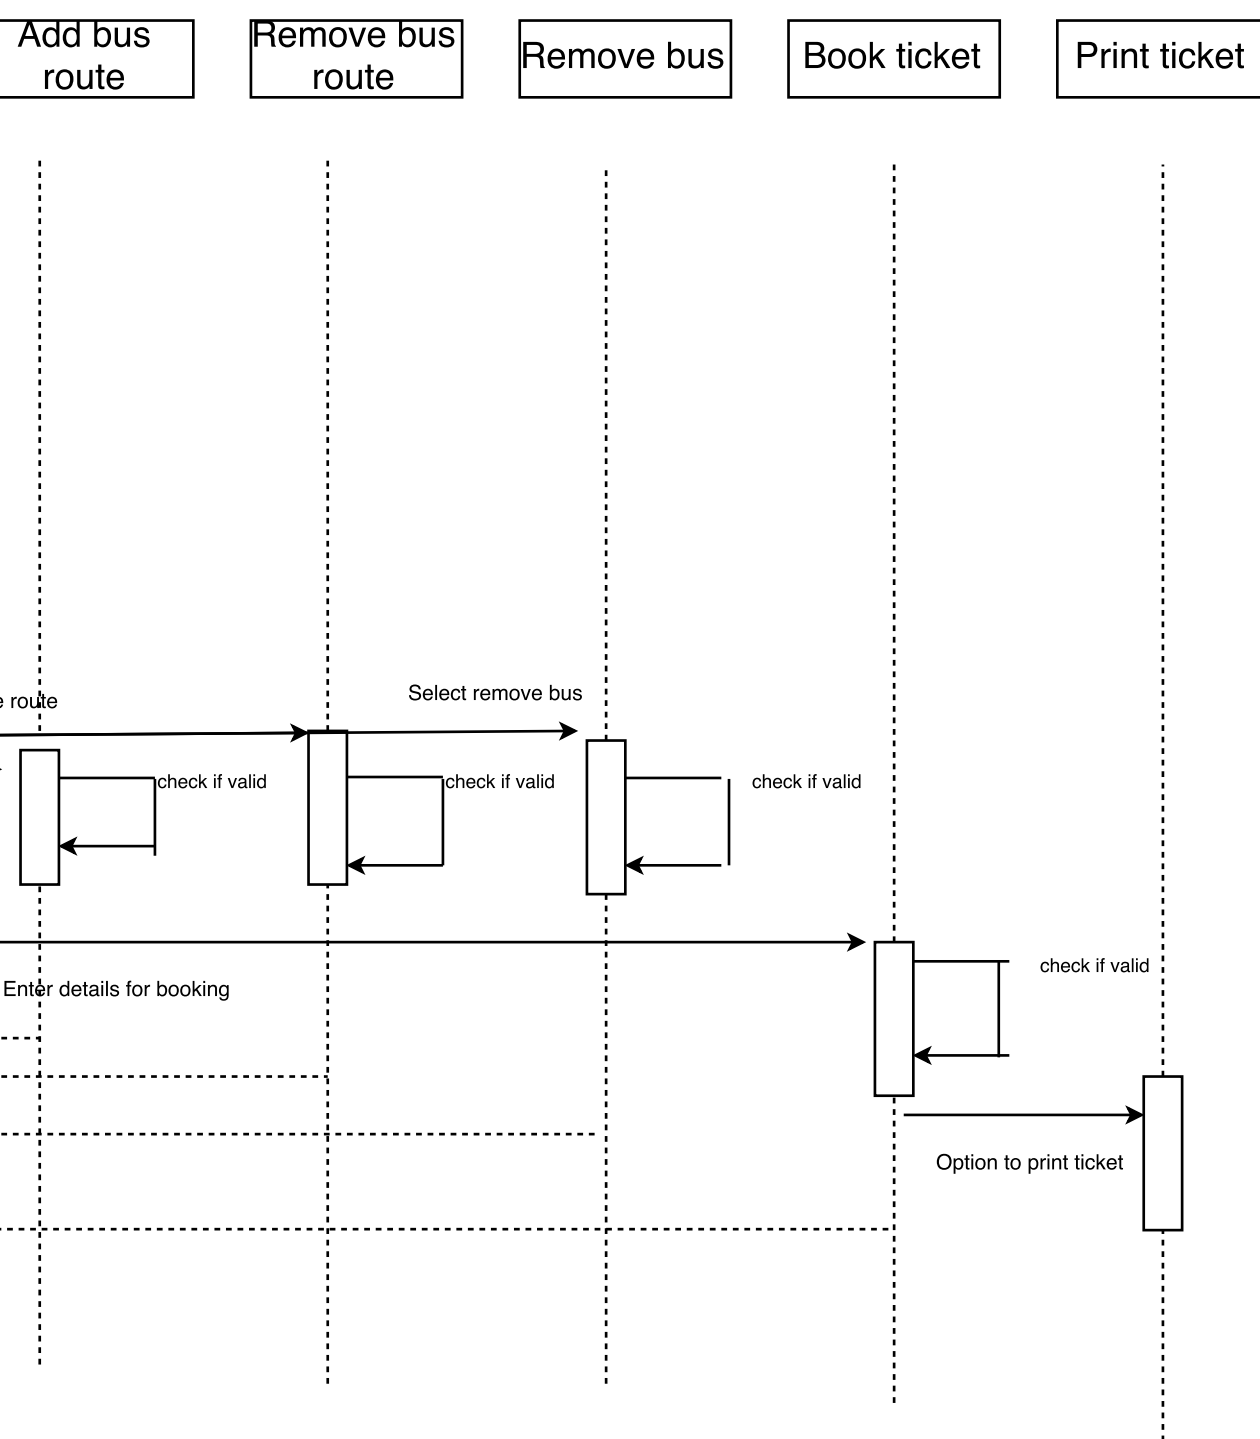 Add bus
route
Remove bus
route
Remove bus
Book ticket
Print ticket
route
Select remove bus
check if valid
check if valid
check if valid
check if valid
Enter details for booking
Option to print ticket